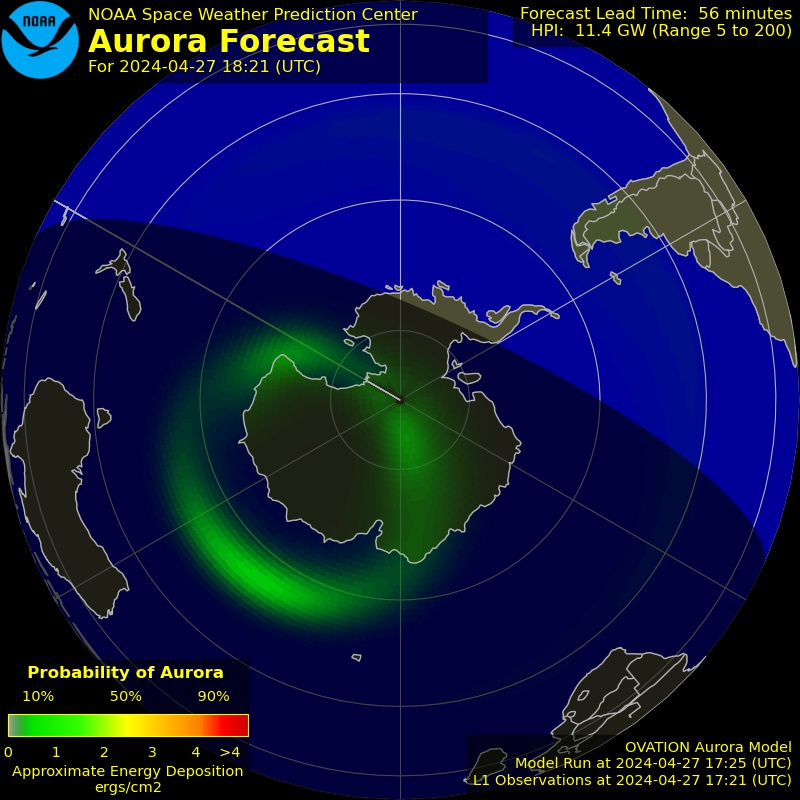 NOAA
NOAA Space Weather Prediction Center
Aurora Forecast
For 2024-04-27 18:21 (UTC)
Forecast Lead Time: 56 minutes
HPI: 11.4 GW (Range 5 to 200)
Probability of Aurora
10% 50% 90%
0 1 2 3 4 >4
Approximate Energy Deposition
ergs/cm2
OVATION Aurora Model
Model Run at 2024-04-27 17:25 (UTC)
L1 Observations at 2024-04-27 17:21 (UTC)